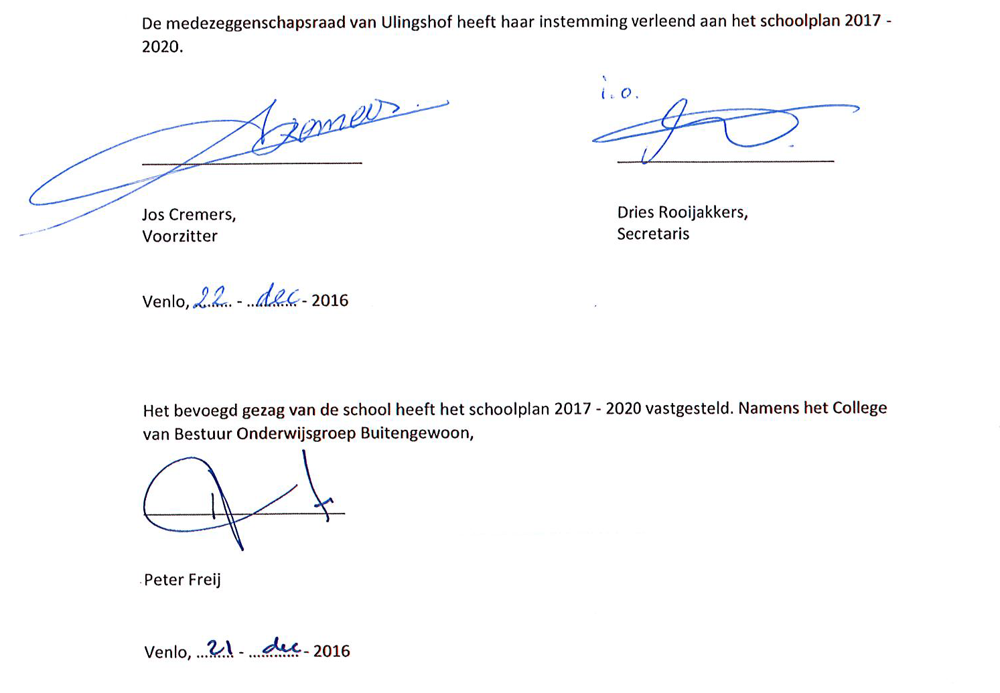 De medezeggenschapsraad van Ulingshof heeft haar instemming verleend aan het schoolplan 2017 -
2020.
i.o.
Cremers
Jos Cremers,
Voorzitter
Dries Rooijakkers,
Secretaris
Venlo, 22 - dec - 2016
Het bevoegd gezag van de school heeft het schoolplan 2017 - 2020 vastgesteld. Namens het College
van Bestuur Onderwijsgroep Buitengewoon,
Peter Freij
Venlo, 21 - dec - 2016